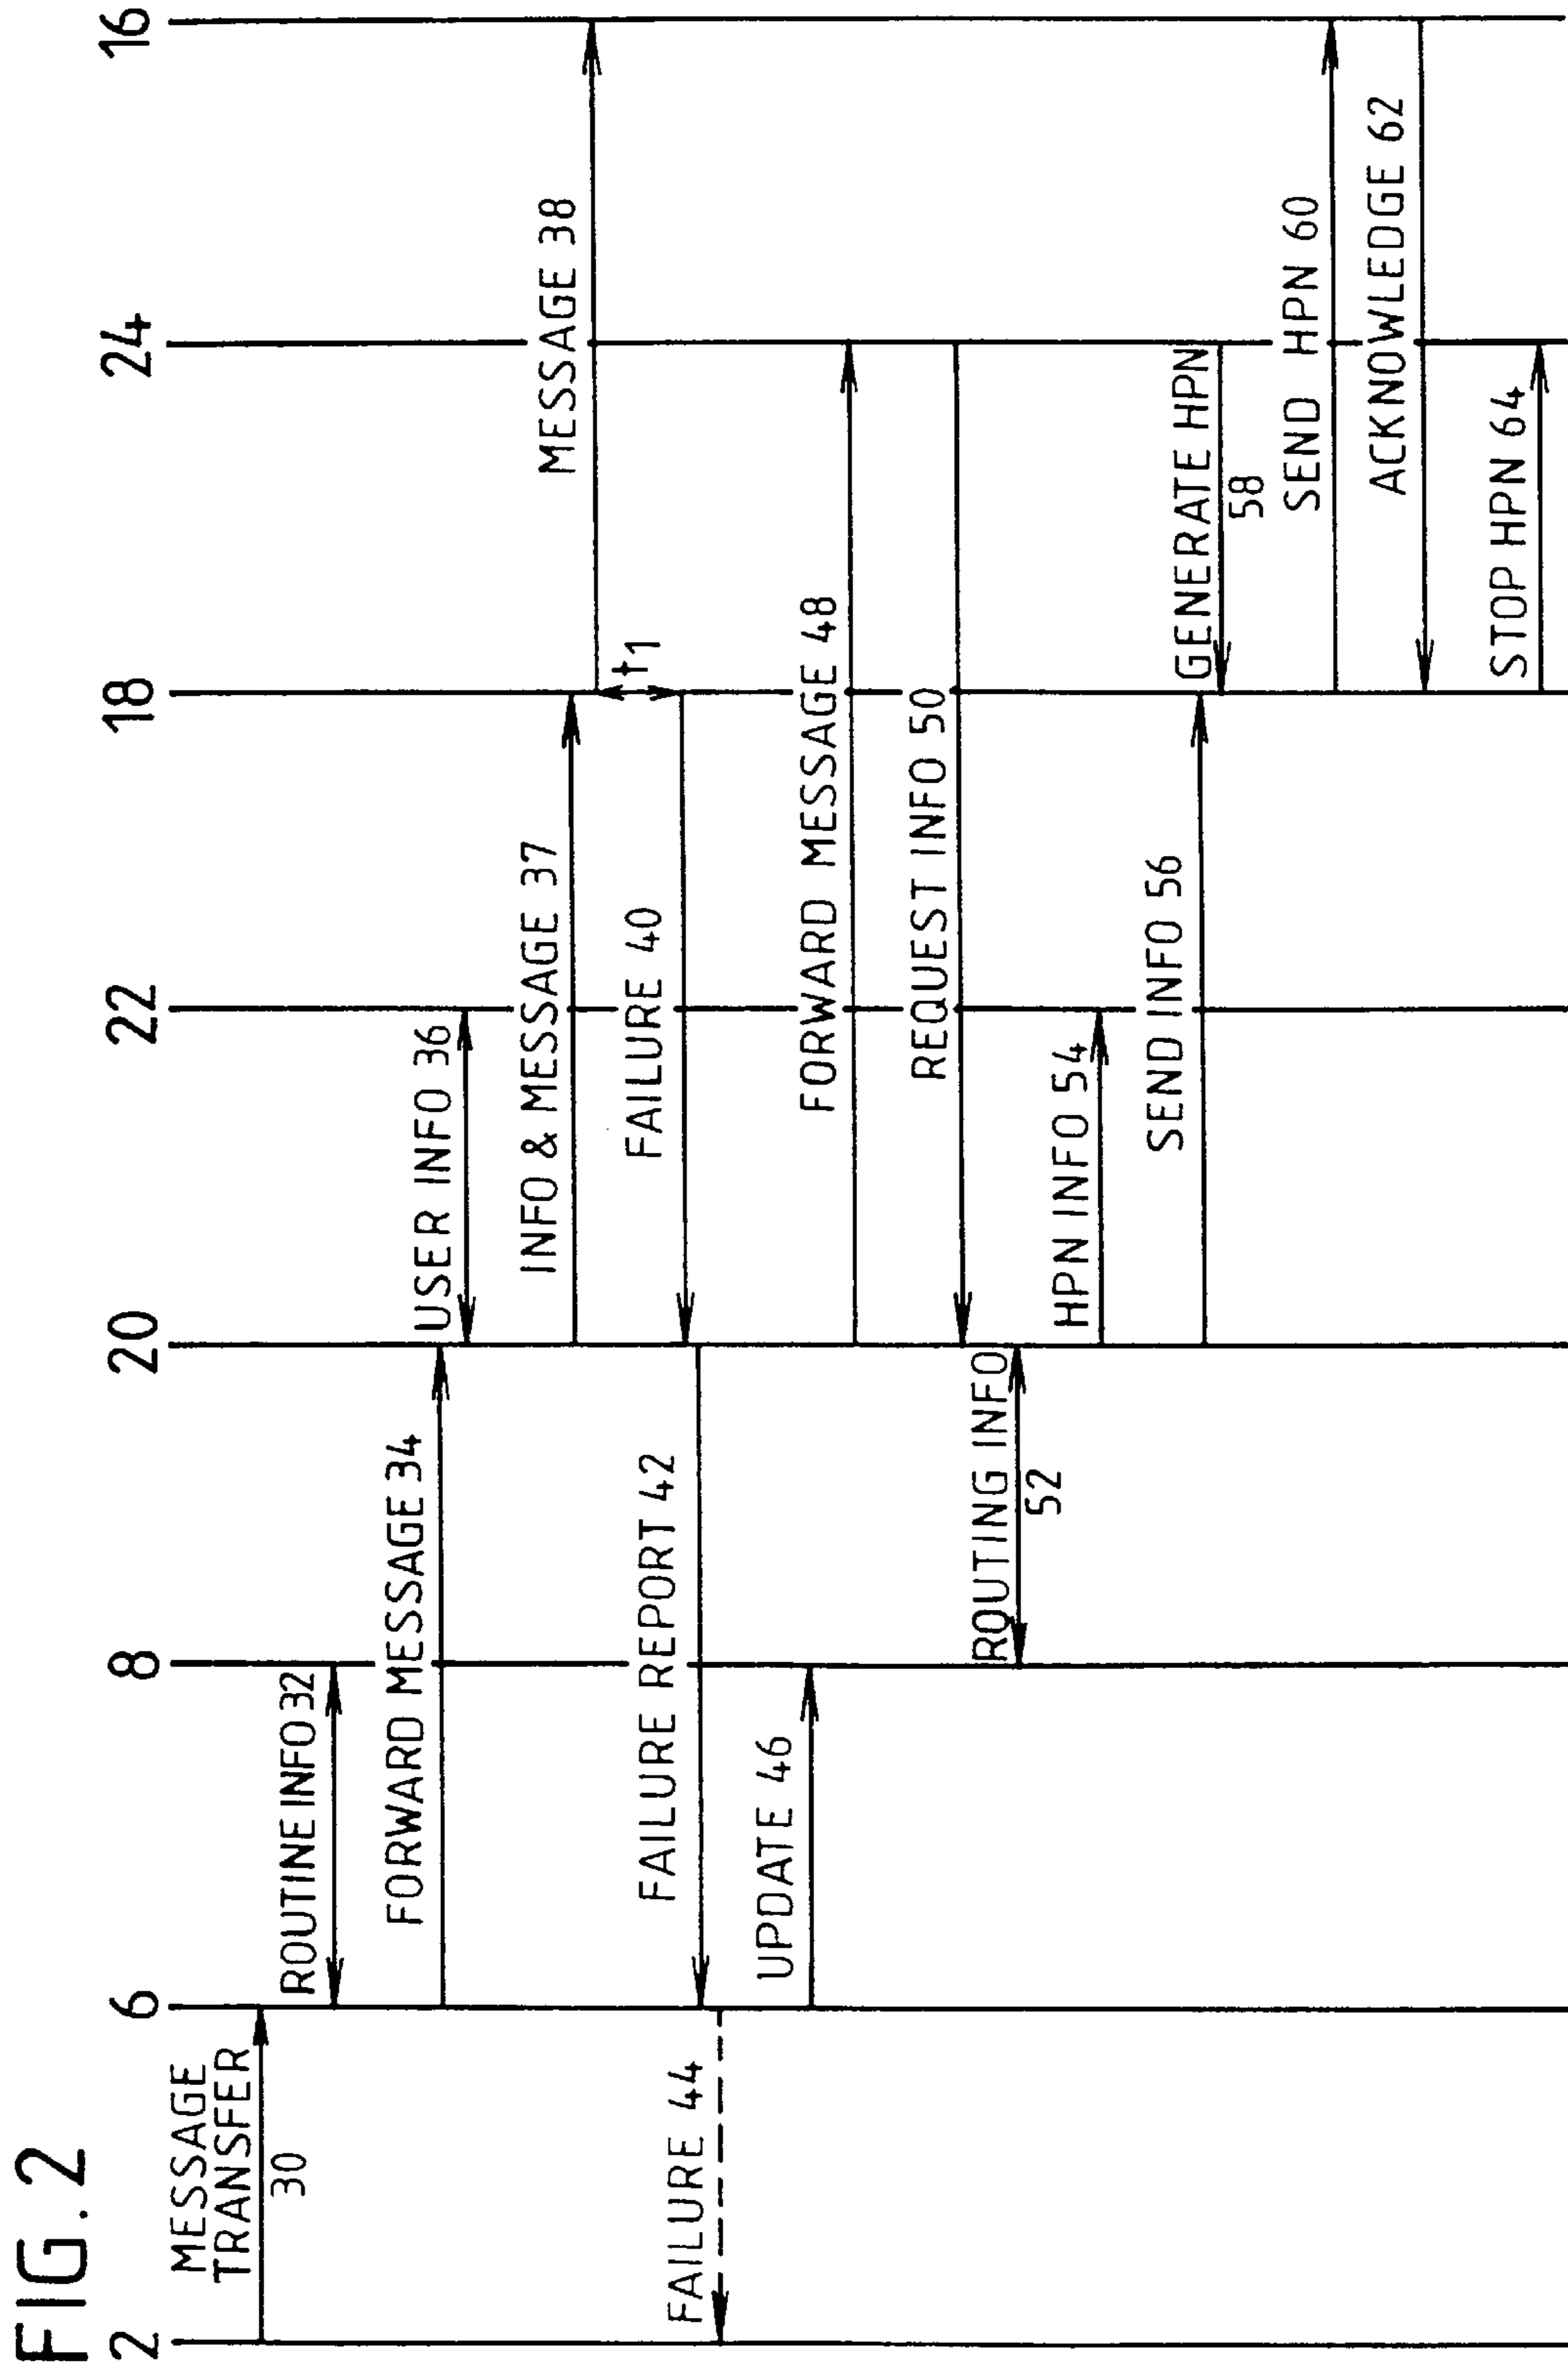 FIG. 2
2
6
8
20
22
18
24
16
MESSAGE
TRANSFER
30
ROUTINE INFO 32
FORWARD MESSAGE 34
USER INFO 36
INFO & MESSAGE 37
MESSAGE 38
t1
FAILURE 40
FAILURE REPORT 42
FAILURE 44
UPDATE 46
FORWARD MESSAGE 48
REQUEST INFO 50
ROUTING INFO
52
HPN INFO 54
SEND INFO 56
GENERATE HPN
58
SEND HPN 60
ACKNOWLEDGE 62
STOP HPN 64